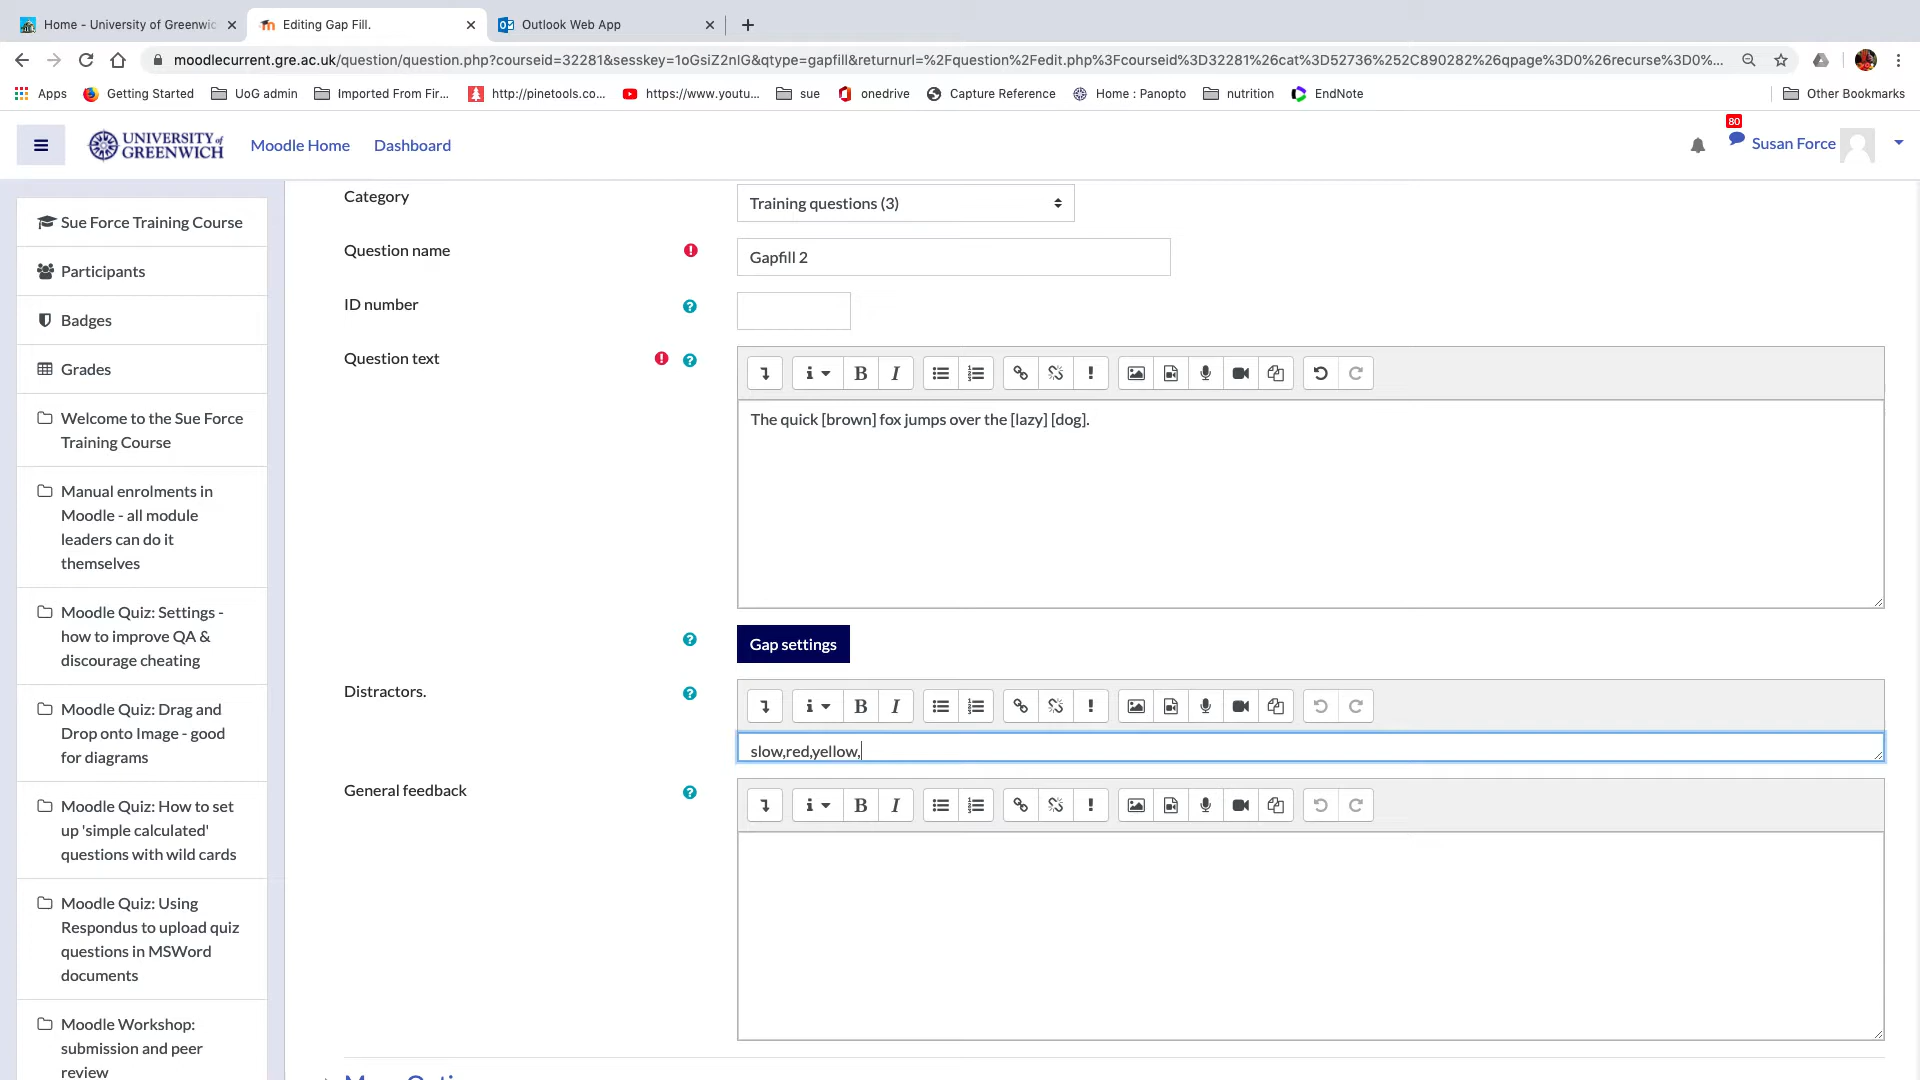 Home - University of Greenwic
Editing Gap Fill.
Outlook Web App
moodlecurrent.gre.ac.uk/question/question.php?courseid=32281&sesskey=1oGsiZ2nIG&qtype=gapfill&returnurl=%2Fquestion%2Fedit.php%3Fcourseid%3D32281%26cat%3D52736%252C890282%26qpage%3D0%26recurse%3D0%...
Apps
Getting Started
UoG admin
Imported From Fir...
http://pinetools.co...
https://www.youtu...
sue
onedrive
Capture Reference
Home : Panopto
nutrition
EndNote
Other Bookmarks
UNIVERSITY of
GREENWICH
Moodle Home
Dashboard
80
Susan Force
Sue Force Training Course
Participants
Badges
Grades
Welcome to the Sue Force
Training Course
Manual enrolments in
Moodle - all module
leaders can do it
themselves
Moodle Quiz: Settings -
how to improve QA &
discourage cheating
Moodle Quiz: Drag and
Drop onto Image - good
for diagrams
Moodle Quiz: How to set
up 'simple calculated'
questions with wild cards
Moodle Quiz: Using
Respondus to upload quiz
questions in MSWord
documents
Moodle Workshop:
submission and peer
review
Category
Training questions (3)
Question name
Gapfill 2
ID number
Question text
The quick [brown] fox jumps over the [lazy] [dog].
Gap settings
Distractors.
slow,red,yellow,
General feedback